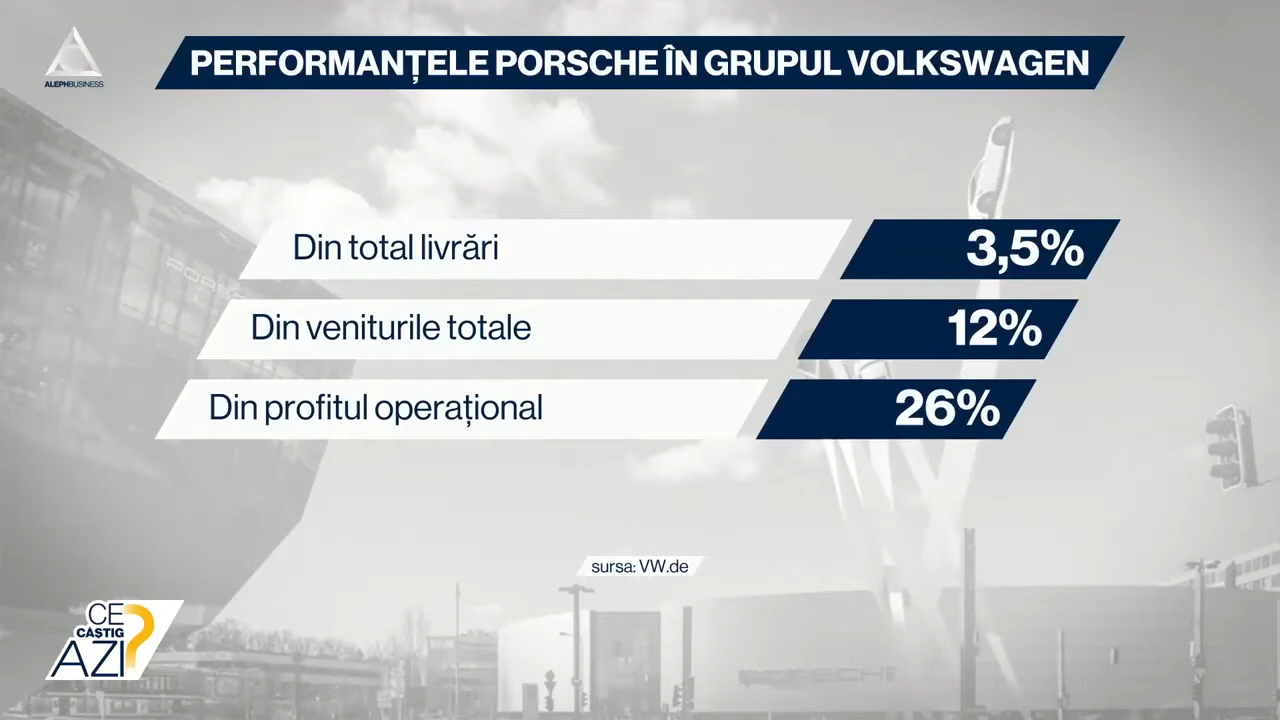 ALEPHBUSINESS
PERFORMANȚELE PORSCHE ÎN GRUPUL VOLKSWAGEN
Din total livrări 3,5%
Din veniturile totale 12%
Din profitul operațional 26%
sursa: VW.de
CE
CÂȘTIG
AZI?